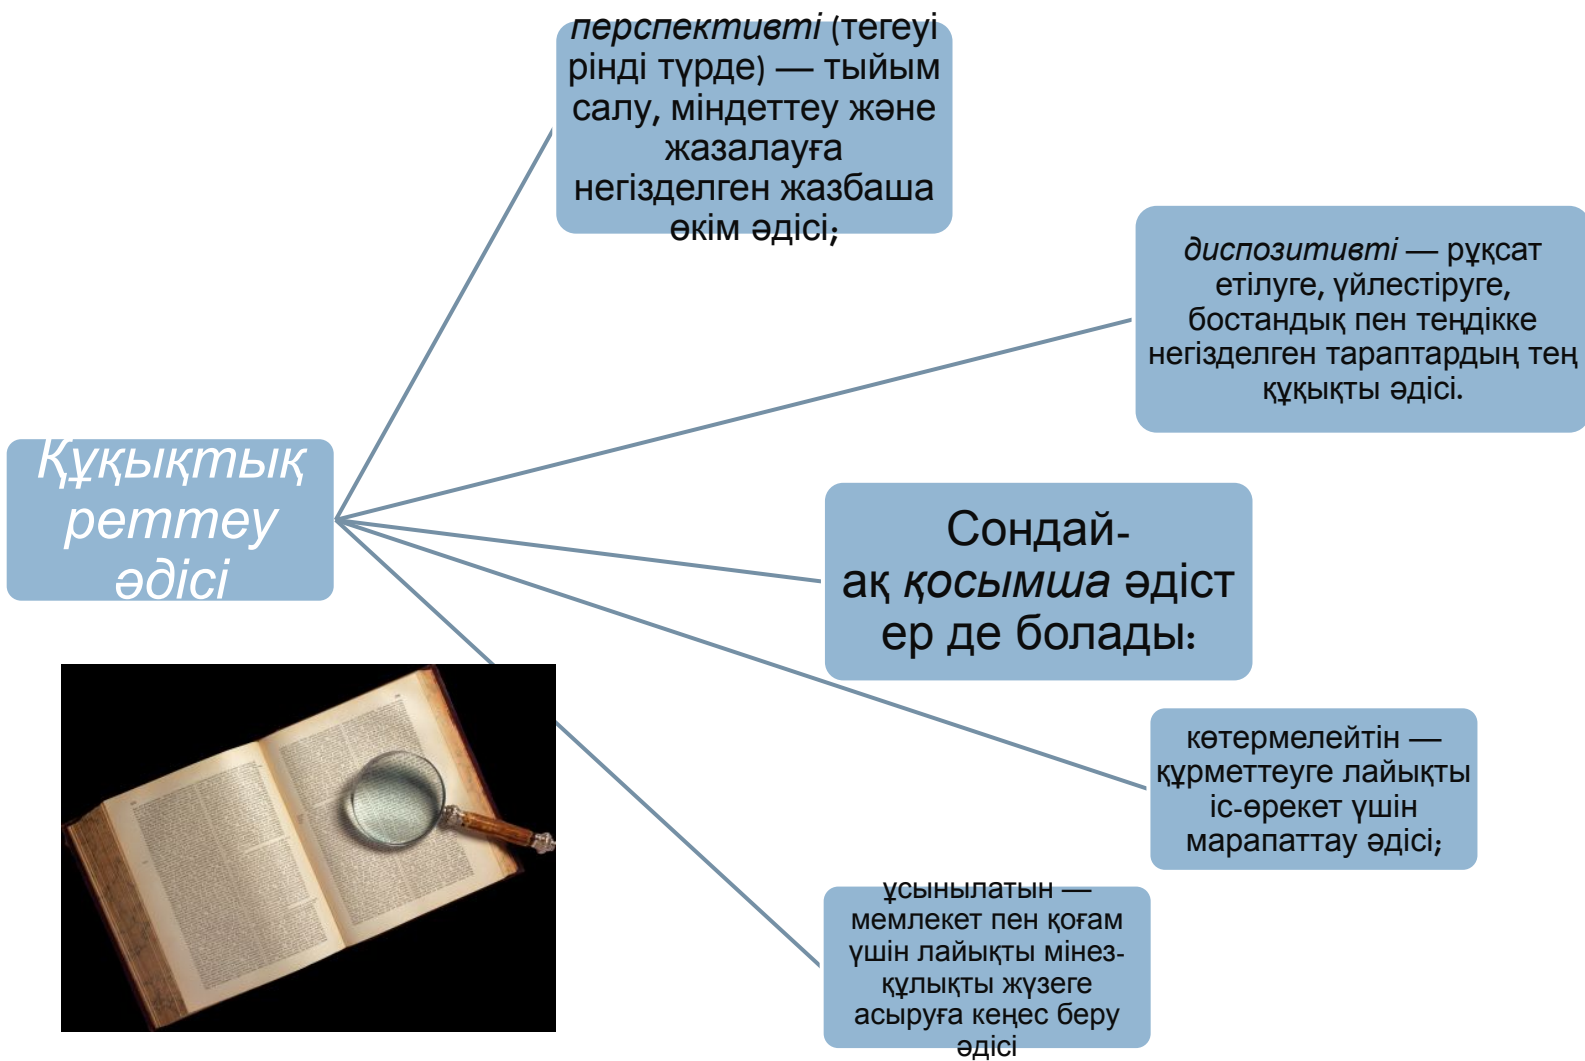 перспективті (тегеуі
рінді түрде) — тыйым
салу, міндеттеу және
жазалауға
негізделген жазбаша
өкім әдісі;
диспозитивті — рұқсат
етілуге, үйлестіруге,
бостандық пен теңдікке
негізделген тараптардың тең
құқықты әдісі.
Құқықтық
реттеу
әдісі
Сондай-
ақ қосымша әдіст
ер де болады:
көтермелейтін —
құрметтеуге лайықты
іс-өрекет үшін
марапаттау әдісі;
ұсынылатын —
мемлекет пен қоғам
үшін лайықты мінез-
құлықты жүзеге
асыруға кеңес беру
әдісі